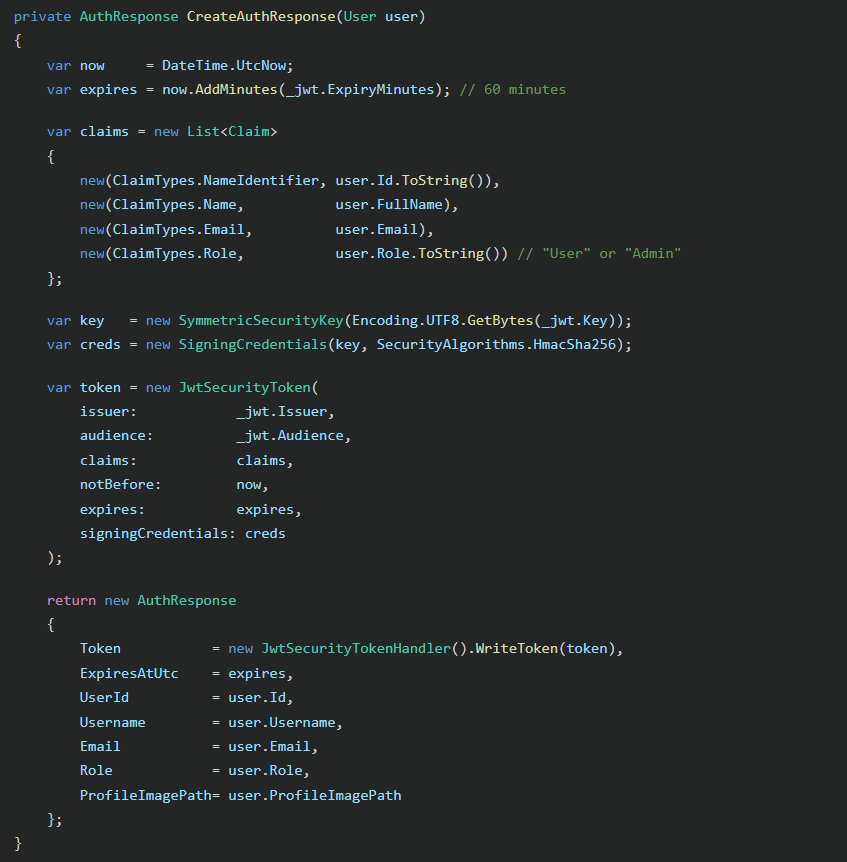 private AuthResponse CreateAuthResponse(User user)
{
    var now     = DateTime.UtcNow;
    var expires = now.AddMinutes(_jwt.ExpiryMinutes); // 60 minutes

    var claims = new List<Claim>
    {
        new(ClaimTypes.NameIdentifier, user.Id.ToString()),
        new(ClaimTypes.Name,           user.FullName),
        new(ClaimTypes.Email,          user.Email),
        new(ClaimTypes.Role,           user.Role.ToString()) // "User" or "Admin"
    };

    var key   = new SymmetricSecurityKey(Encoding.UTF8.GetBytes(_jwt.Key));
    var creds = new SigningCredentials(key, SecurityAlgorithms.HmacSha256);

    var token = new JwtSecurityToken(
        issuer:            _jwt.Issuer,
        audience:          _jwt.Audience,
        claims:            claims,
        notBefore:         now,
        expires:           expires,
        signingCredentials: creds
    );

    return new AuthResponse
    {
        Token           = new JwtSecurityTokenHandler().WriteToken(token),
        ExpiresAtUtc    = expires,
        UserId          = user.Id,
        Username        = user.Username,
        Email           = user.Email,
        Role            = user.Role,
        ProfileImagePath= user.ProfileImagePath
    };
}